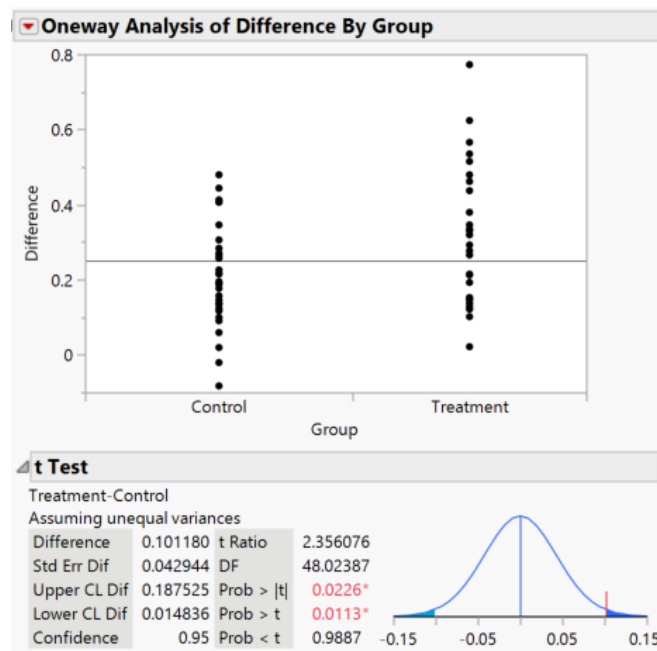 Oneway Analysis of Difference By Group
0.8
0.6
0.4
0.2
0
Difference
Control Treatment
Group
t Test
Treatment-Control
Assuming unequal variances
Difference 0.101180 t Ratio 2.356076
Std Err Dif 0.042944 DF 48.02387
Upper CL Dif 0.187525 Prob > |t| 0.0226*
Lower CL Dif 0.014836 Prob > t 0.0113*
Confidence 0.95 Prob < t 0.9887
-0.15 -0.05 0.05 0.15